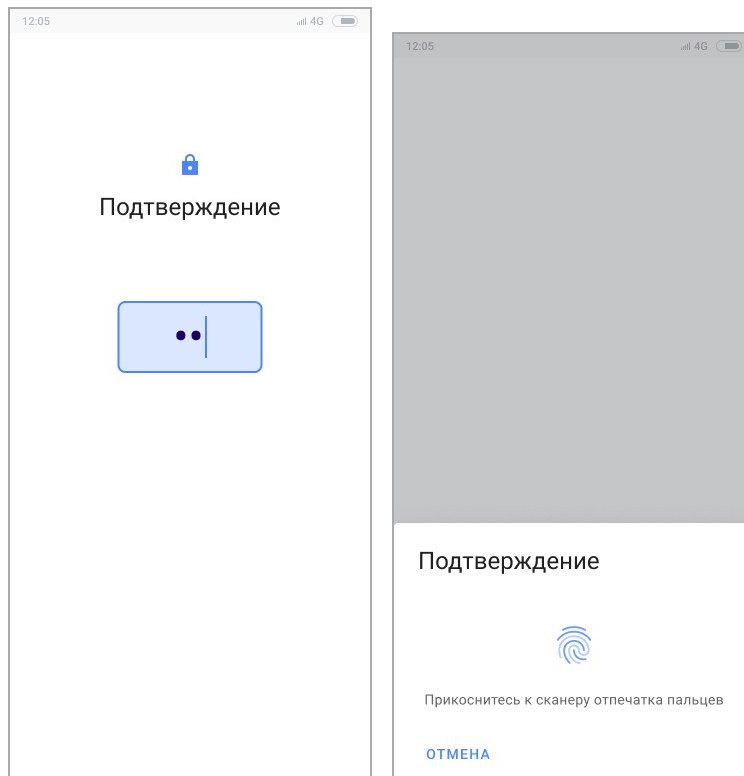 12:05
4G
Подтверждение
12:05
4G
Подтверждение
Прикоснитесь к сканеру отпечатка пальцев
ОТМЕНА